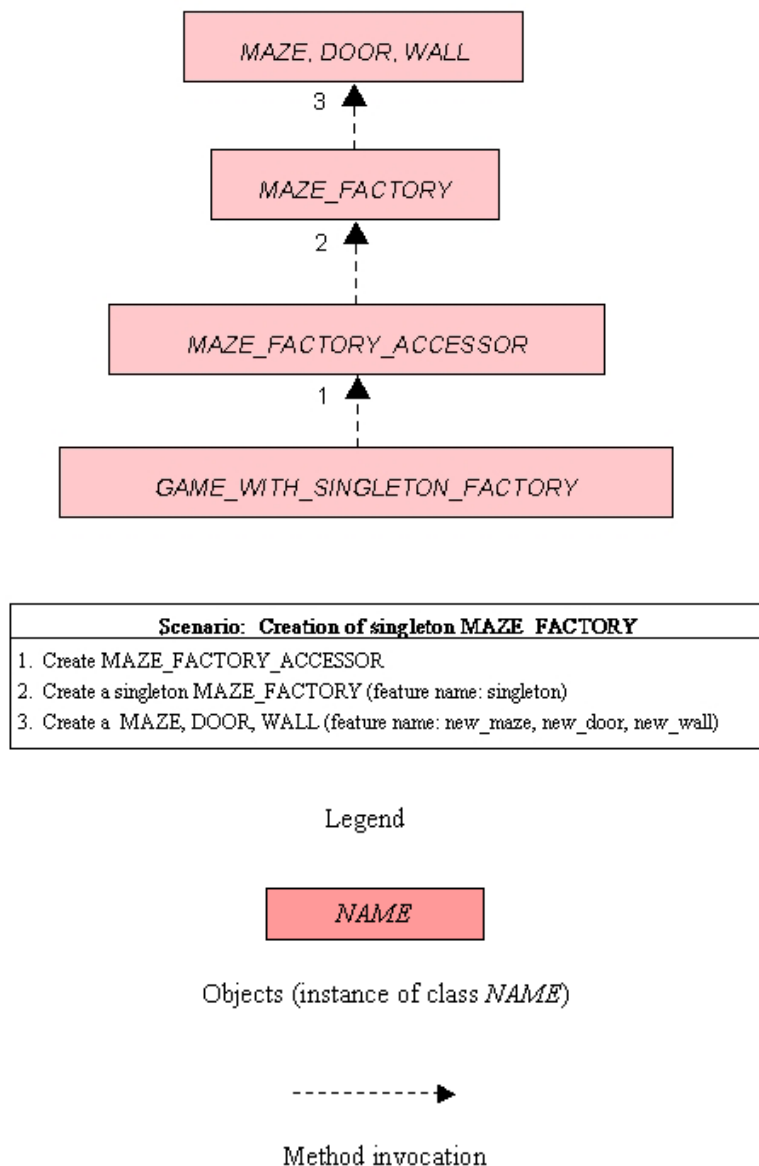 MAZE, DOOR, WALL
3
MAZE_FACTORY
2
MAZE_FACTORY_ACCESSOR
1
GAME_WITH_SINGLETON_FACTORY
Scenario: Creation of singleton MAZE_FACTORY
1. Create MAZE_FACTORY_ACCESSOR
2. Create a singleton MAZE_FACTORY (feature name: singleton)
3. Create a MAZE, DOOR, WALL (feature name: new_maze, new_door, new_wall)
Legend
NAME
Objects (instance of class NAME)
Method invocation